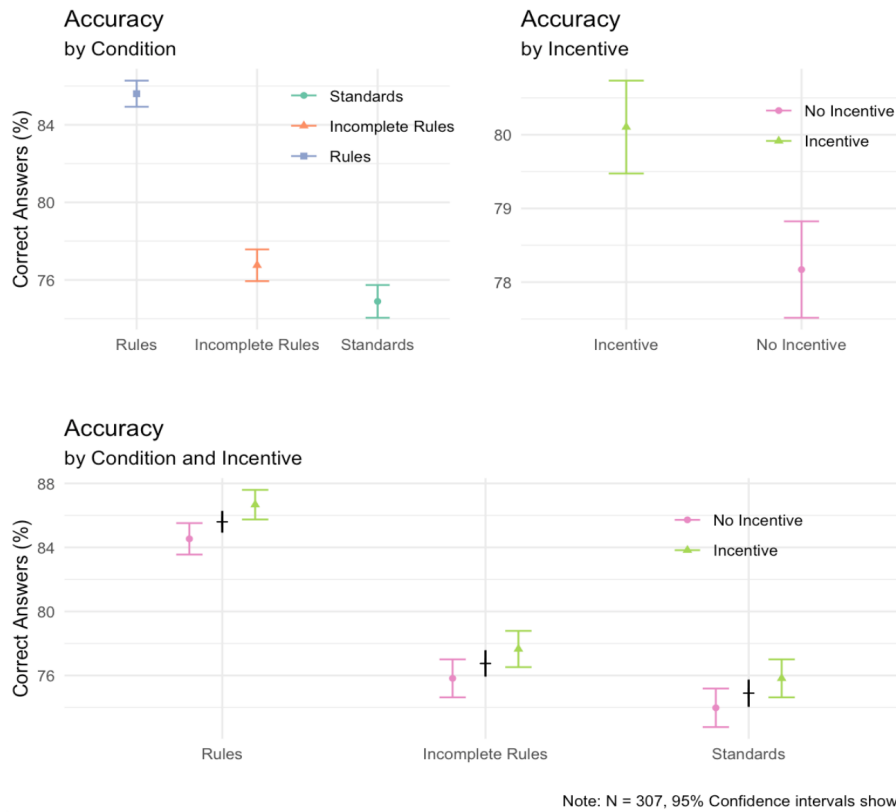 Accuracy
by Condition
Correct Answers (%)
84
80
76
Standards
Incomplete Rules
Rules
Rules Incomplete Rules Standards
Accuracy
by Incentive
80
79
78
No Incentive
Incentive
Incentive No Incentive
Accuracy
by Condition and Incentive
Correct Answers (%)
88
84
80
76
No Incentive
Incentive
Rules Incomplete Rules Standards
Note: N = 307, 95% Confidence intervals show